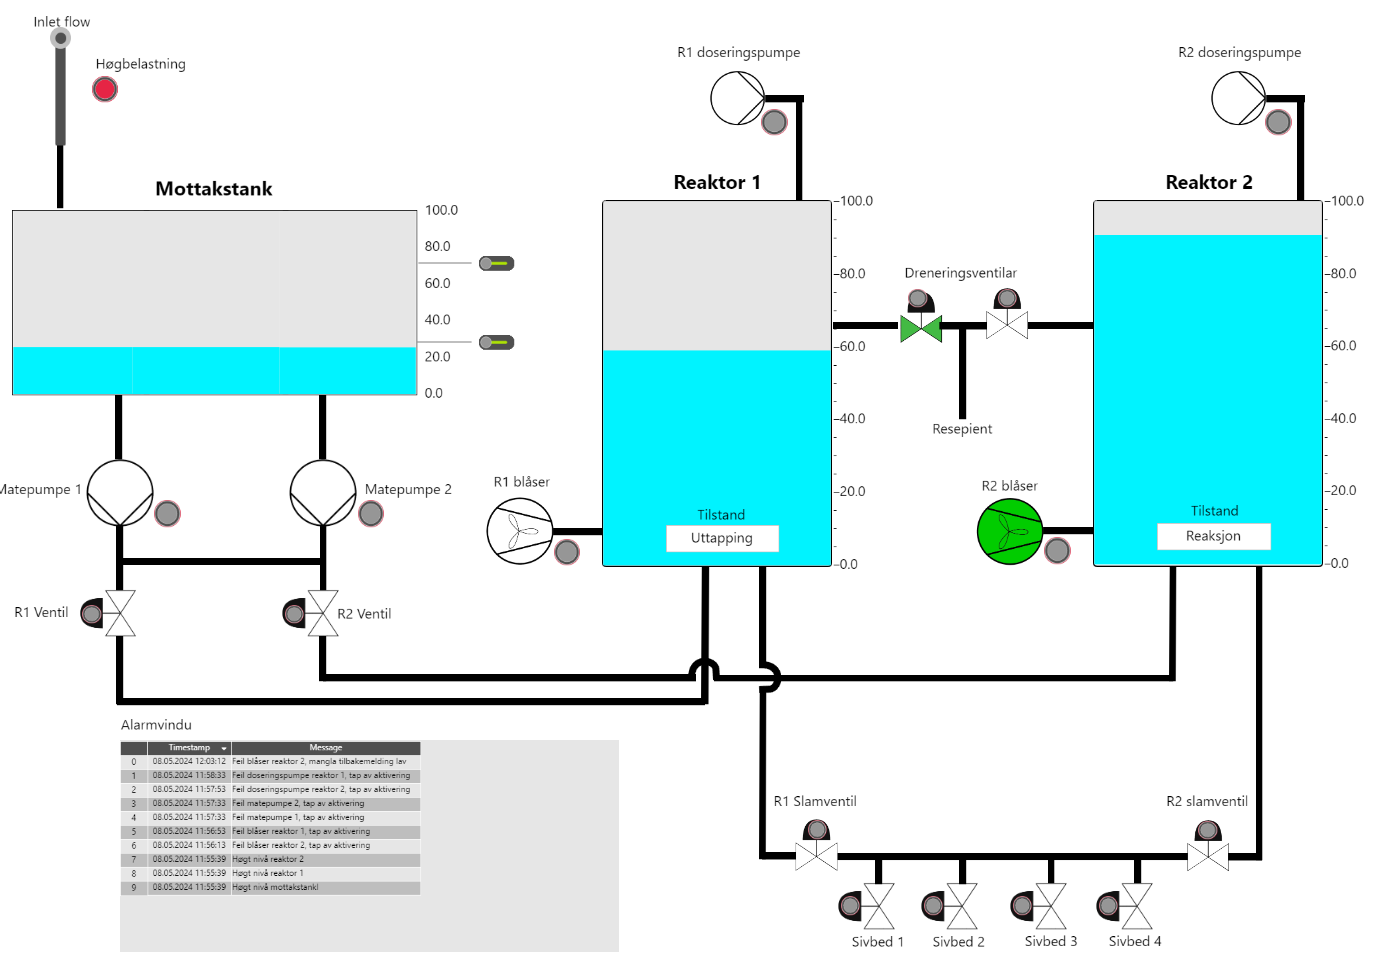 Inlet flow
Høgbelastning
R1 doseringspumpe
R2 doseringspumpe
Mottakstank
Reaktor 1
Reaktor 2
100.0
80.0
60.0
40.0
20.0
0.0
100.0
80.0
60.0
40.0
20.0
0.0
100.0
80.0
60.0
40.0
20.0
0.0
Dreneringsventilar
Resepient
Matepumpe 1
Matepumpe 2
R1 blåser
R2 blåser
Tilstand
Uttapping
Tilstand
Reaksjon
R1 Ventil
R2 Ventil
Alarmvindu
Timestamp Message
0 08.05.2024 12:03:12 Feil blåser reaktor 2, mangla tilbakemelding lav
1 08.05.2024 11:58:33 Feil doseringspumpe reaktor 1, tap av aktivering
2 08.05.2024 11:57:53 Feil doseringspumpe reaktor 2, tap av aktivering
3 08.05.2024 11:57:33 Feil matepumpe 2, tap av aktivering
4 08.05.2024 11:57:33 Feil matepumpe 1, tap av aktivering
5 08.05.2024 11:56:53 Feil blåser reaktor 1, tap av aktivering
6 08.05.2024 11:56:13 Feil blåser reaktor 2, tap av aktivering
7 08.05.2024 11:55:39 Høgt nivå reaktor 2
8 08.05.2024 11:55:39 Høgt nivå reaktor 1
9 08.05.2024 11:55:39 Høgt nivå mottakstankl
R1 Slamventil
R2 slamventil
Sivbed 1
Sivbed 2
Sivbed 3
Sivbed 4